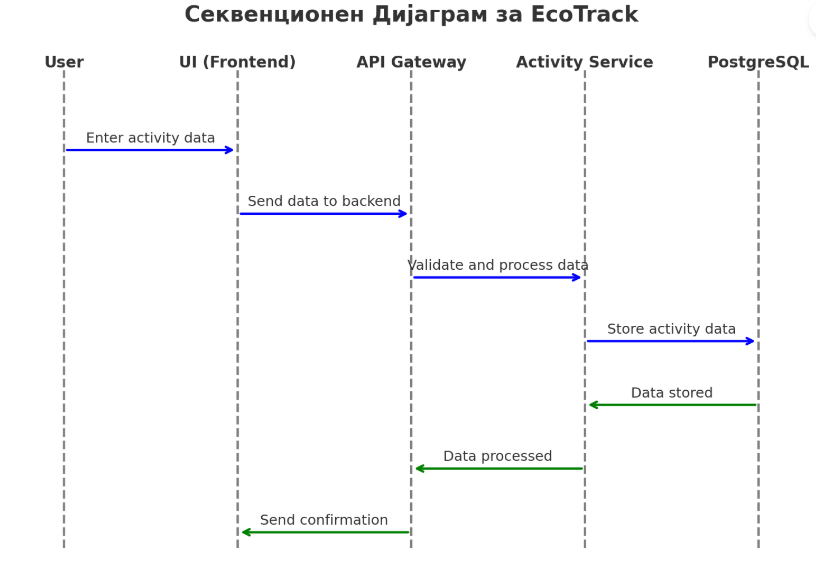 Секвенционен Дијаграм за EcoTrack
User UI (Frontend) API Gateway Activity Service PostgreSQL
Enter activity data
Send data to backend
Validate and process data
Store activity data
Data stored
Data processed
Send confirmation